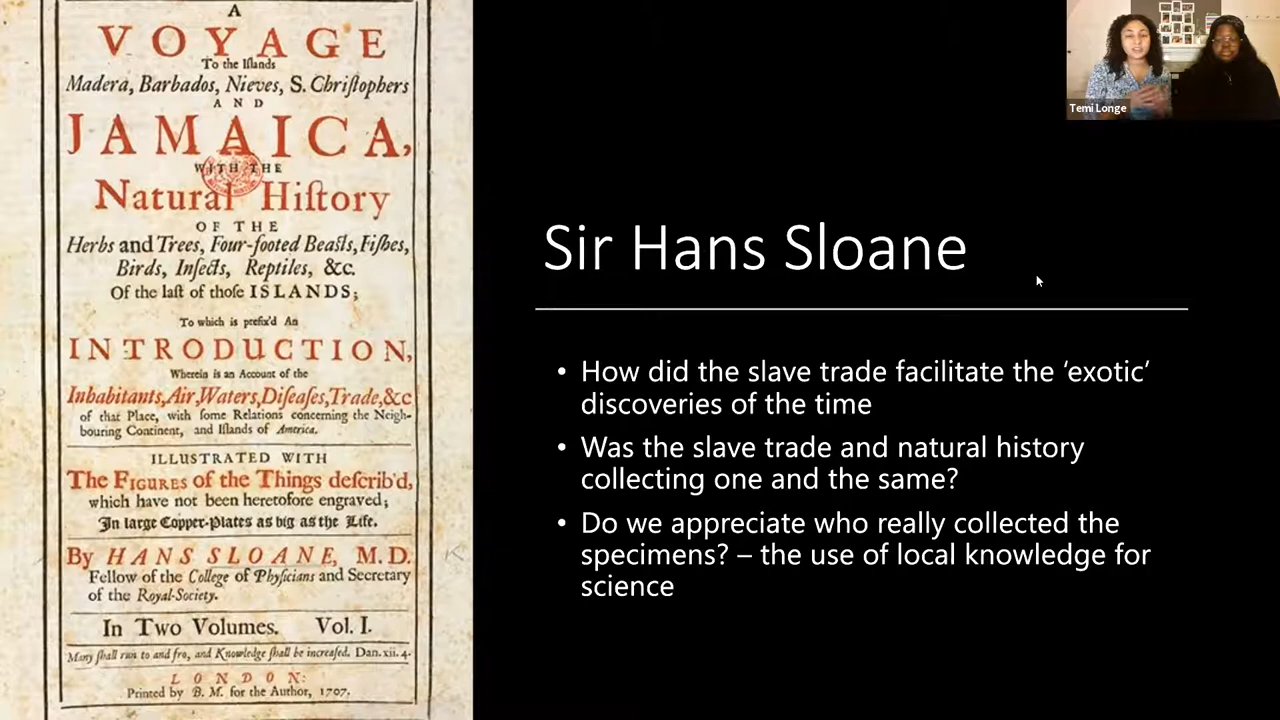 A
VOYAGE
To the Iſlands
Madera, Barbados, Nieves, S. Chriſtophers
AND
JAMAICA,
WITH THE
Natural Hiſtory
OF THE
Herbs and Trees, Four-footed Beaſts, Fiſhes,
Birds, Inſects, Reptiles, &c.
Of the laſt of thoſe ISLANDS;
To which is prefix'd An
INTRODUCTION,
Wherein is an Account of the
Inhabitants, Air, Waters, Diſeaſes, Trade, &c
of that Place, with ſome Relations concerning the Neigh-
bouring Continent, and Iſlands of America.
ILLUSTRATED WITH
The FIGURES of the Things deſcrib'd,
which have not been heretofore engraved;
In large Copper-Plates as big as the Life.
By HANS SLOANE, M.D.
Fellow of the College of Phyſicians and Secretary
of the Royal-Society.
In Two Volumes. Vol. I.
Many ſhall run to and fro, and Knowledge ſhall be increaſed. Dan. xii. 4.
LONDON:
Printed by B. M. for the Author, 1707.
Sir Hans Sloane
• How did the slave trade facilitate the ‘exotic’
discoveries of the time
• Was the slave trade and natural history
collecting one and the same?
• Do we appreciate who really collected the
specimens? – the use of local knowledge for
science
Temi Longe